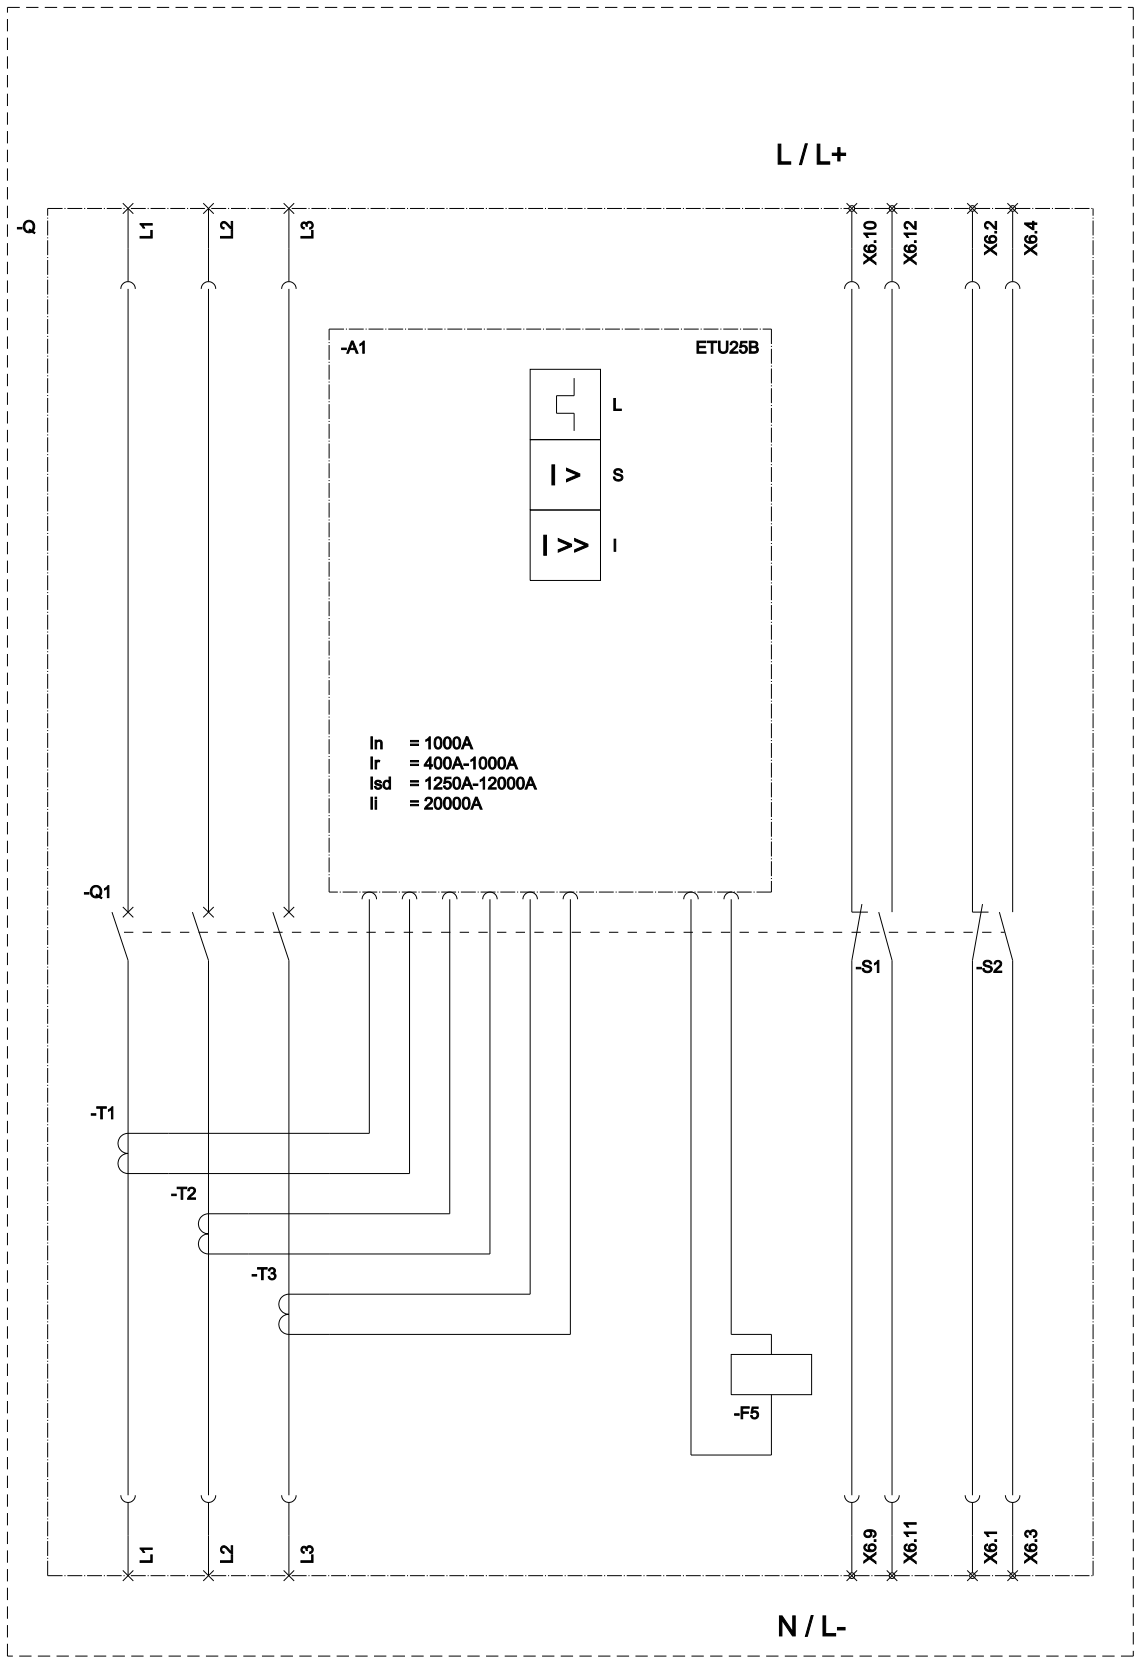 L / L+
-Q
L1
L2
L3
X6.10
X6.12
X6.2
X6.4
-A1
ETU25B
L
I >
S
I >>
I
In = 1000A
Ir = 400A-1000A
Isd = 1250A-12000A
Ii = 20000A
-Q1
-S1
-S2
-T1
-T2
-T3
-F5
L1
L2
L3
X6.9
X6.11
X6.1
X6.3
N / L-